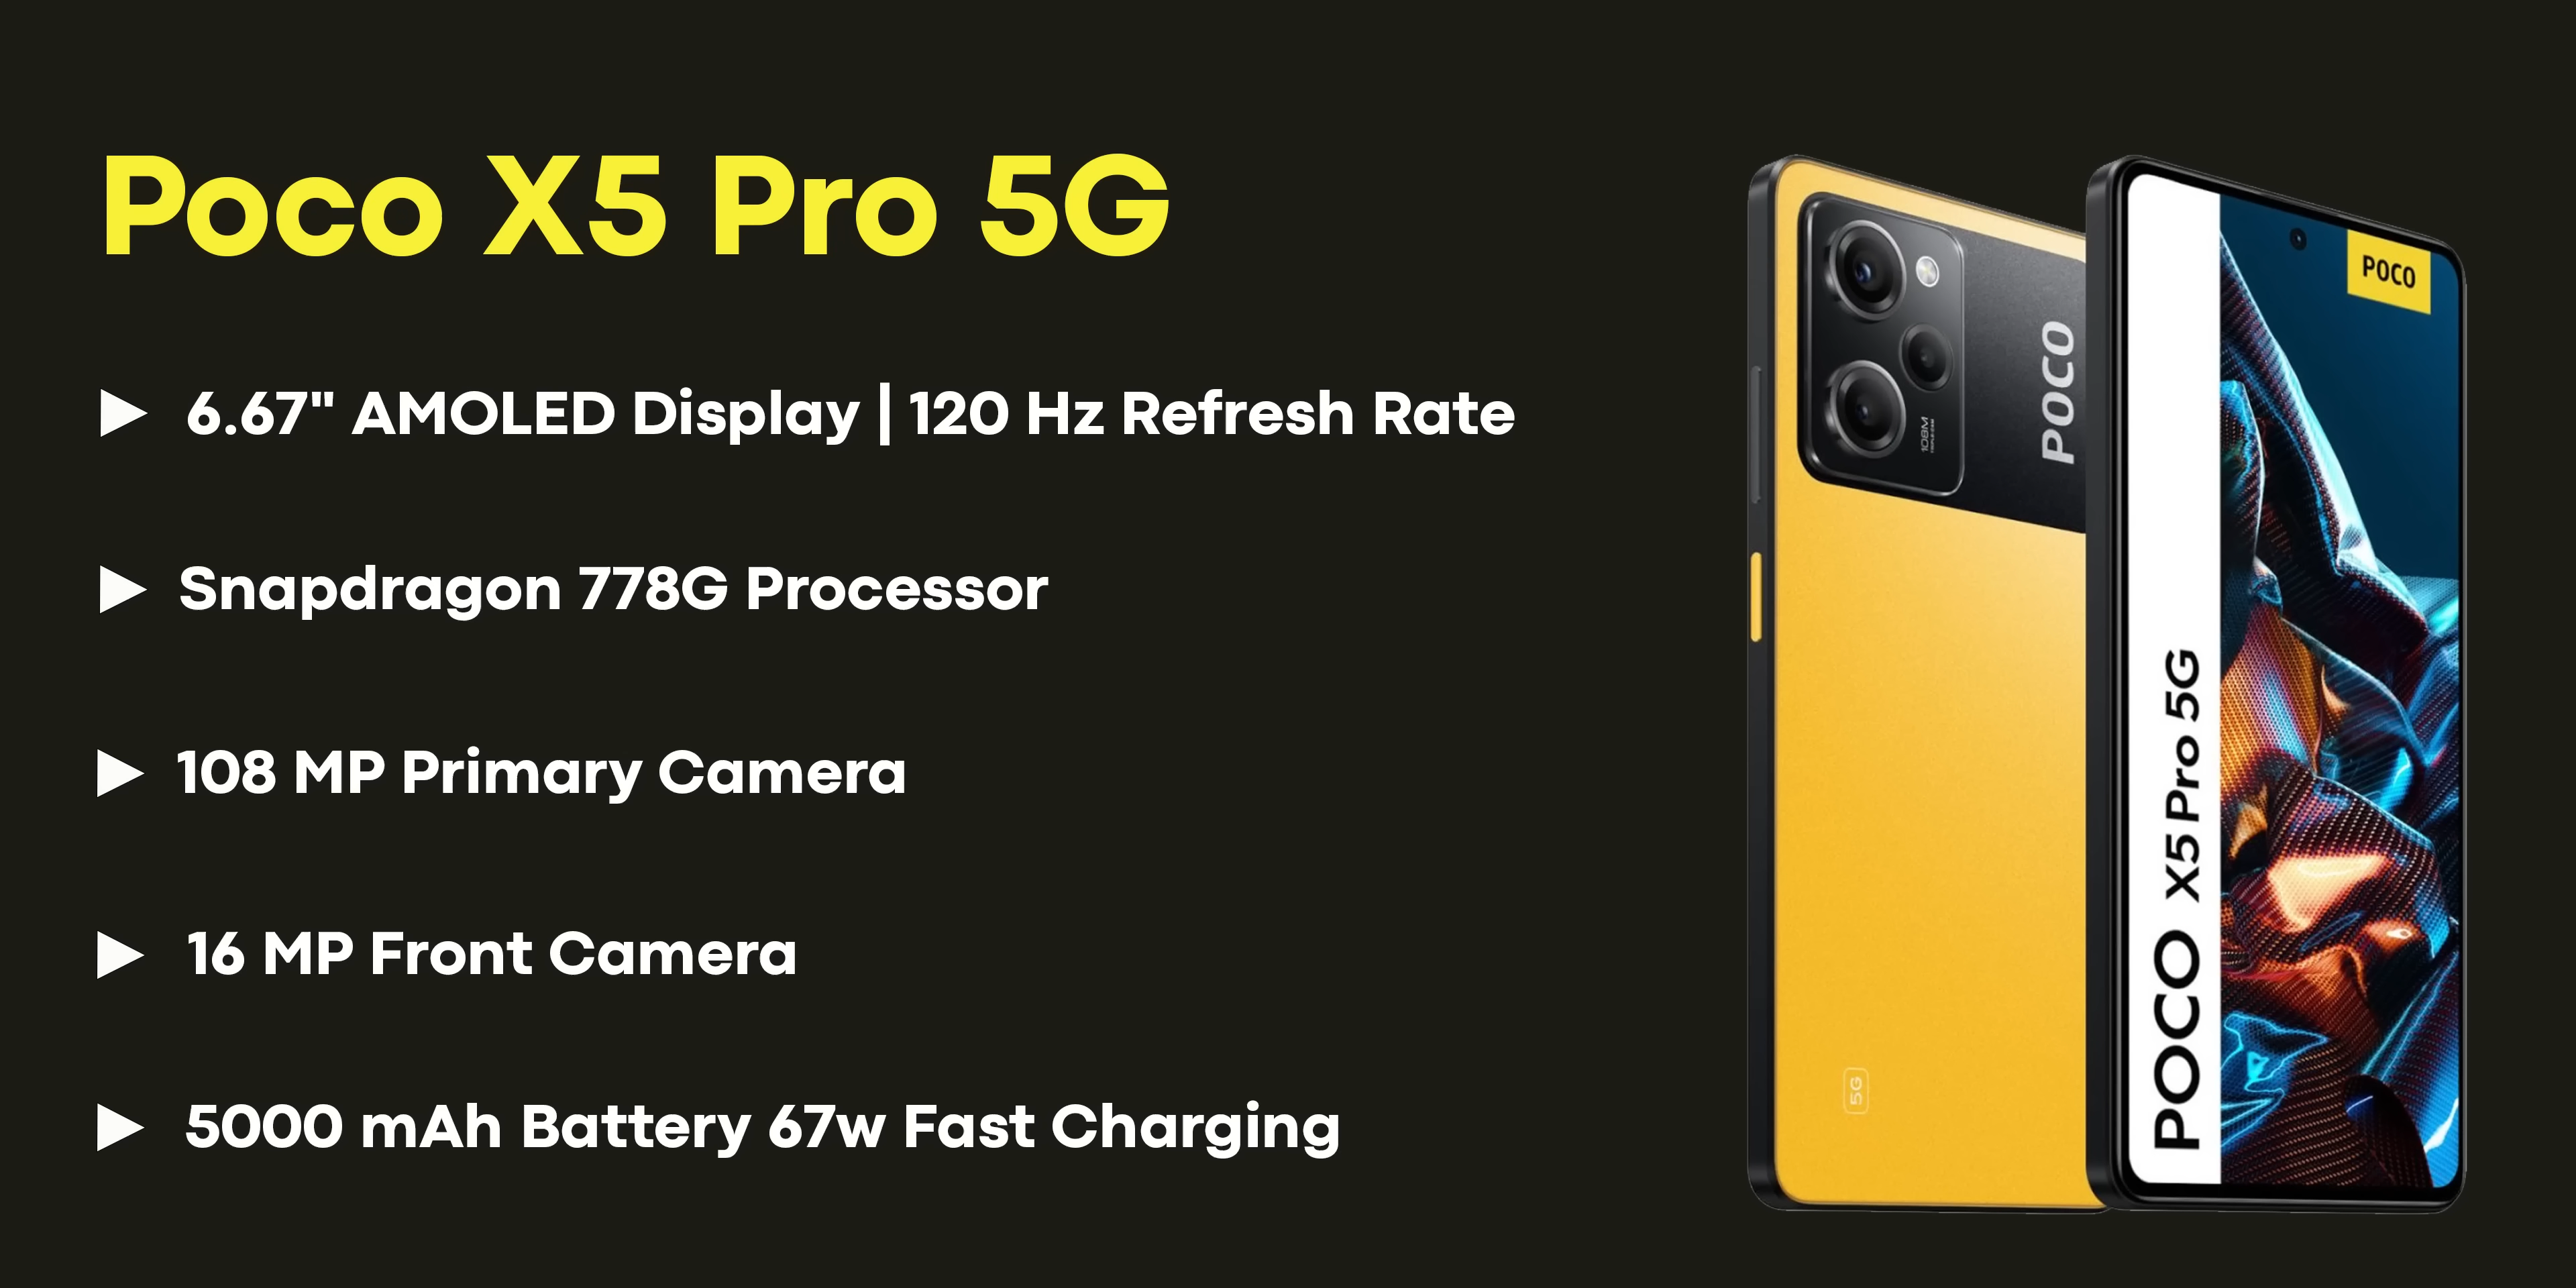 Poco X5 Pro 5G
6.67" AMOLED Display | 120 Hz Refresh Rate
Snapdragon 778G Processor
108 MP Primary Camera
16 MP Front Camera
5000 mAh Battery 67w Fast Charging
108M
POCO
5G
POCO
POCO X5 Pro 5G